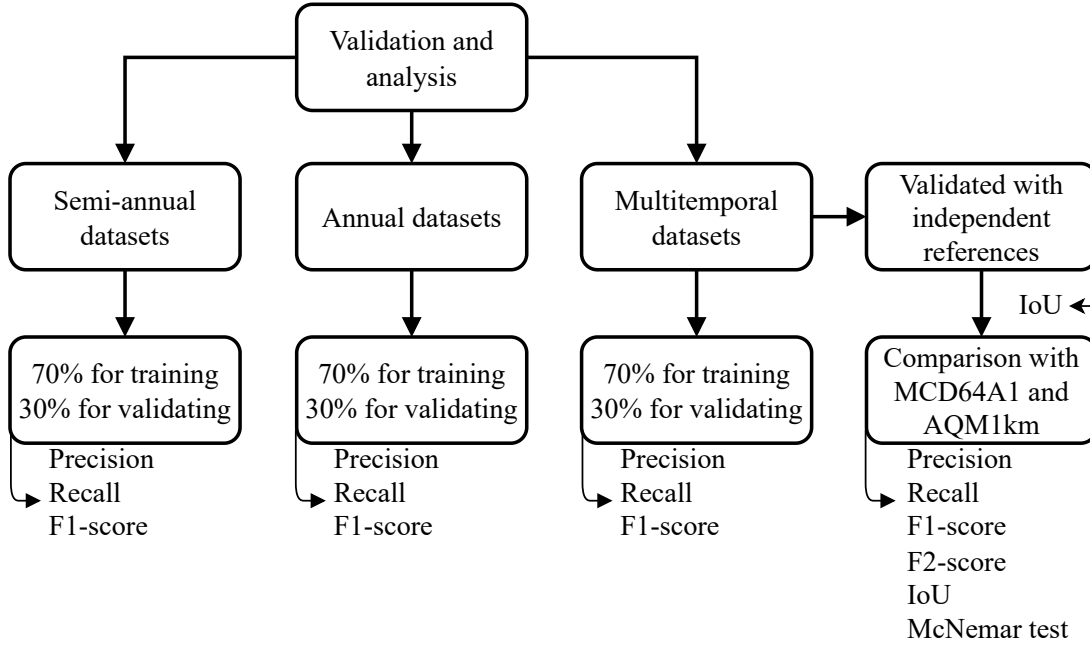 Validation and
analysis
Semi-annual
datasets
Annual datasets
Multitemporal
datasets
Validated with
independent
references
IoU
70% for training
30% for validating
70% for training
30% for validating
70% for training
30% for validating
Comparison with
MCD64A1 and
AQM1km
Precision
Recall
F1-score
Precision
Recall
F1-score
Precision
Recall
F1-score
Precision
Recall
F1-score
F2-score
IoU
McNemar test